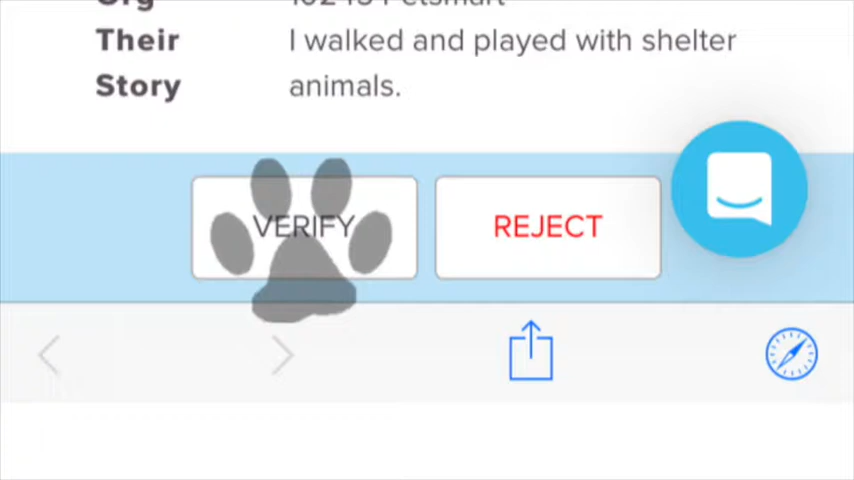 Their I walked and played with shelter
Story animals.
VERIFY REJECT